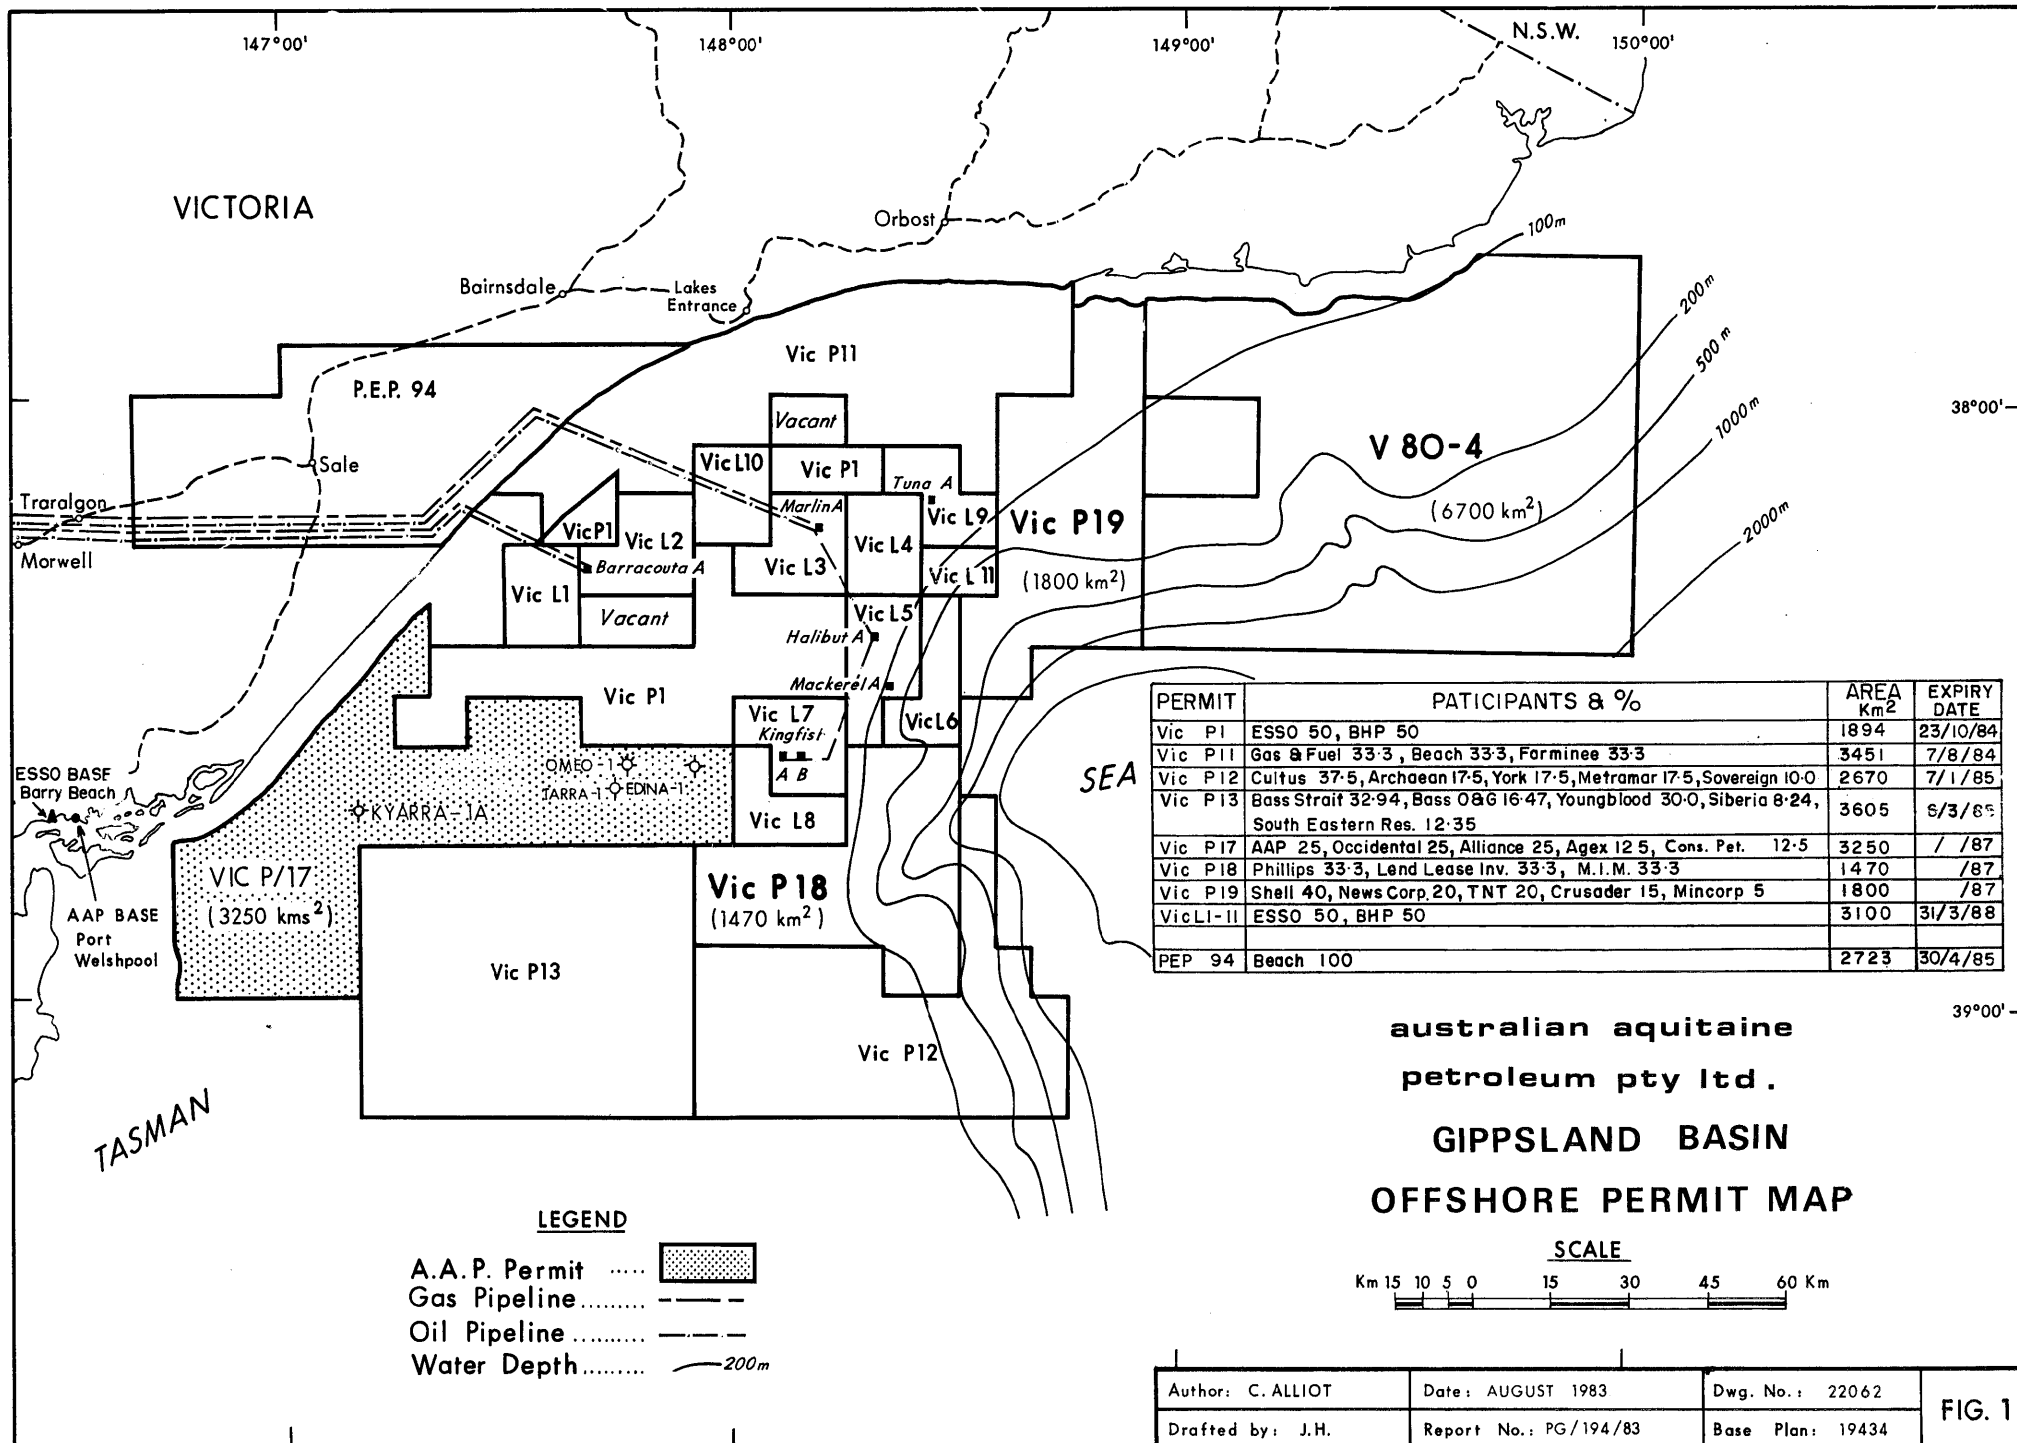 147°00'
148°00'
149°00'
N.S.W.
150°00'
VICTORIA
Orbost
100m
Bairnsdale
Lakes
Entrance
200m
500m
Vic P11
P.E.P. 94
38°00'
Vacant
1000m
V 80-4
Sale
Vic L10
Vic P1
Tuna A
Traralgon
Marlin A
Vic L9
Vic P19
(6700 km²)
2000m
Vic P1
Vic L2
Vic L4
Morwell
Barracouta A
Vic L3
Vic L11
(1800 km²)
Vic L1
Vacant
Vic L5
Halibut A
Mackerel A
Vic P1
Vic L7
Vic L6
Kingfish
A B
OMEO-1
TARRA-1
EDINA-1
ESSO BASE
Barry Beach
KYARRA-1A
Vic L8
SEA
VIC P/17
(3250 kms²)
Vic P18
(1470 km²)
AAP BASE
Port
Welshpool
Vic P13
Vic P12
TASMAN
PERMIT PATICIPANTS & % AREA Km² EXPIRY DATE
Vic P1 ESSO 50, BHP 50 1894 23/10/84
Vic P11 Gas & Fuel 33·3, Beach 33·3, Farminee 33·3 3451 7/8/84
Vic P12 Cultus 37·5, Archaean 17·5, York 17·5, Metramar 17·5, Sovereign 10·0 2670 7/1/85
Vic P13 Bass Strait 32·94, Bass O&G 16·47, Youngblood 30·0, Siberia 8·24,
South Eastern Res. 12·35 3605
Vic P17 AAP 25, Occidental 25, Alliance 25, Agex 12 5, Cons. Pet. 12·5 3250 / /87
Vic P18 Phillips 33·3, Lend Lease Inv. 33·3, M.I.M. 33·3 1470 /87
Vic P19 Shell 40, News Corp. 20, TNT 20, Crusader 15, Mincorp 5 1800 /87
Vic L1-11 ESSO 50, BHP 50 3100 31/3/88
PEP 94 Beach 100 2723 30/4/85
39°00'
australian aquitaine
petroleum pty ltd.
GIPPSLAND BASIN
OFFSHORE PERMIT MAP
SCALE
Km 15 10 5 0 15 30 45 60 Km
LEGEND
A.A.P. Permit .....
Gas Pipeline.........
Oil Pipeline ..........
Water Depth......... 200m
Author: C. ALLIOT
Date: AUGUST 1983
Dwg. No.: 22062
FIG. 1
Drafted by: J.H.
Report No.: PG/194/83
Base Plan: 19434